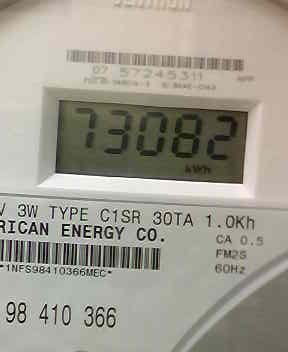 07 57245311 APP
73082
kWh
V 3W TYPE C1SR 30TA 1.0Kh
RICAN ENERGY CO.
CA 0.5
FM2S
60Hz
*1NFS98410366MEC*
98 410 366